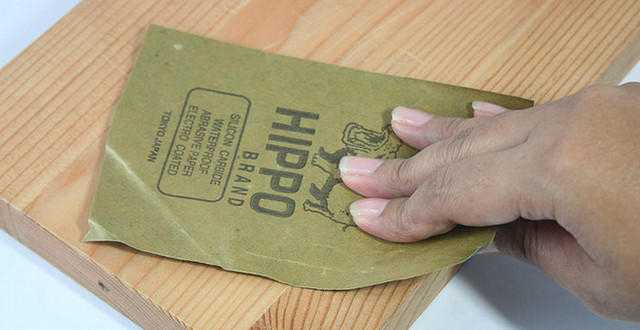 HIPPO
BRAND
SILICON CARBIDE
WATERPROOF
ABRASIVE PAPER
ELECTRO COATED
TOKYO JAPAN